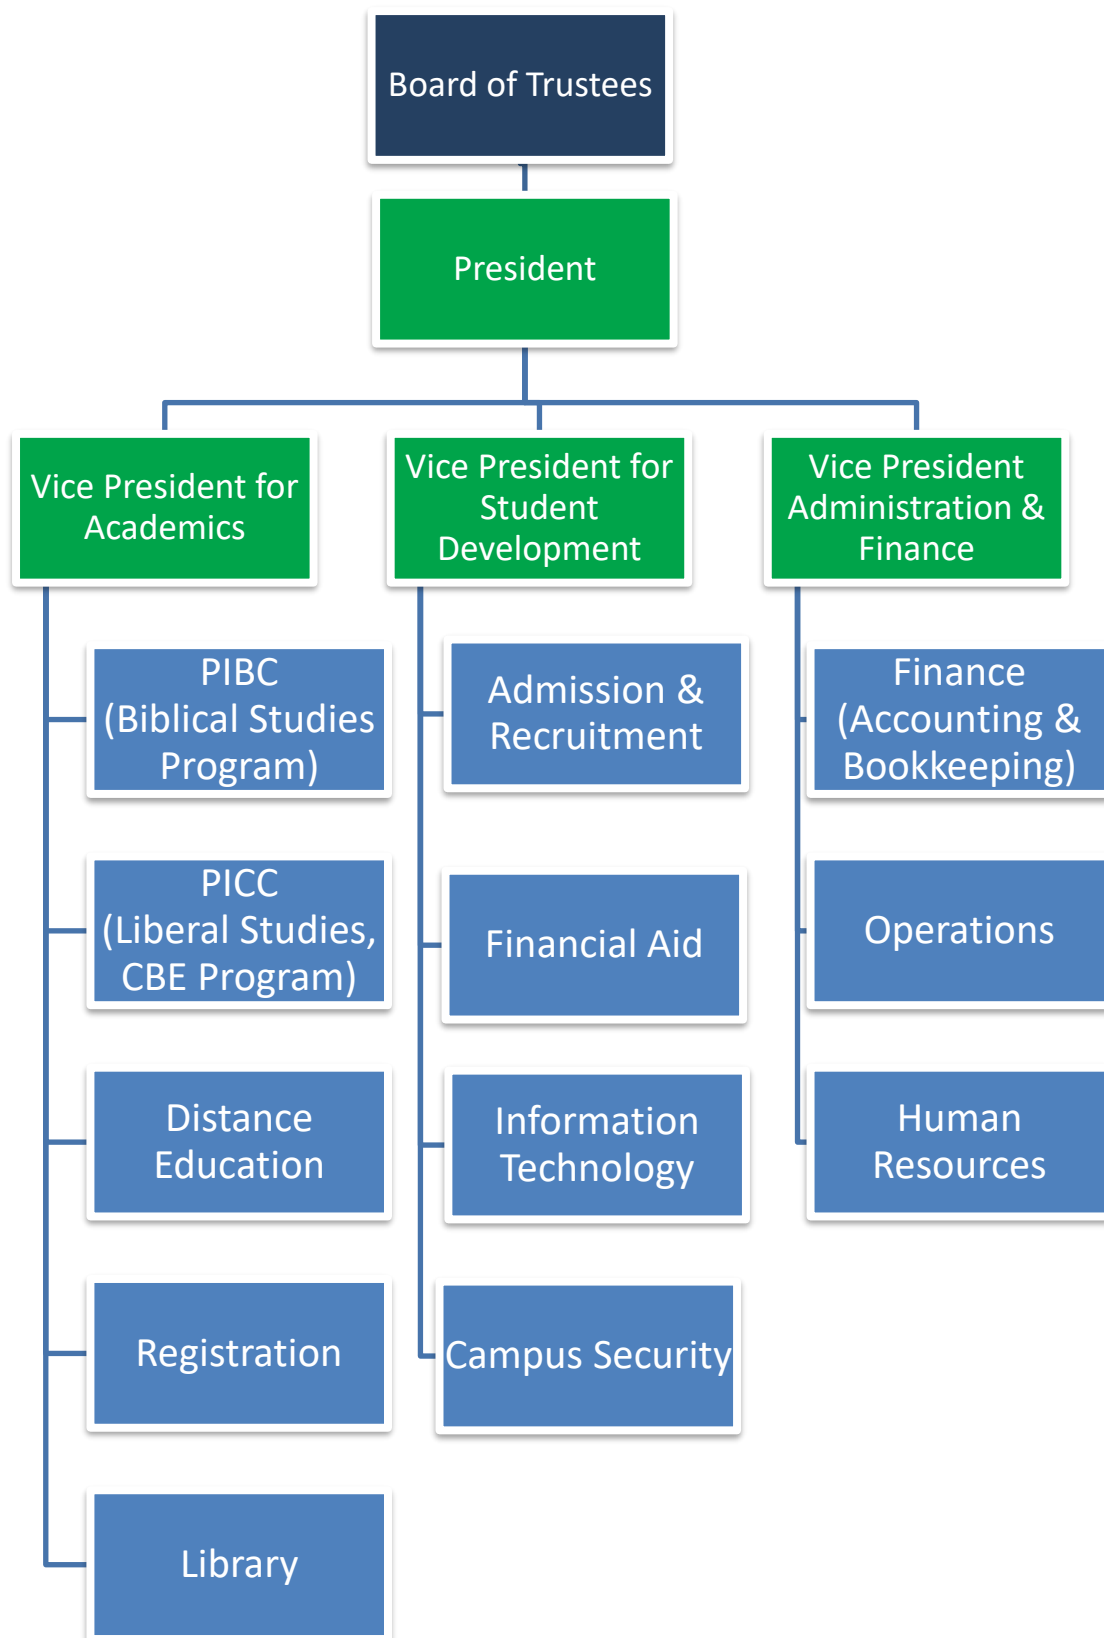 Board of Trustees
President
Vice President for
Academics
Vice President for
Student
Development
Vice President
Administration &
Finance
PIBC
(Biblical Studies
Program)
Admission &
Recruitment
Finance
(Accounting &
Bookkeeping)
PICC
(Liberal Studies,
CBE Program)
Financial Aid
Operations
Distance
Education
Information
Technology
Human
Resources
Registration
Campus Security
Library